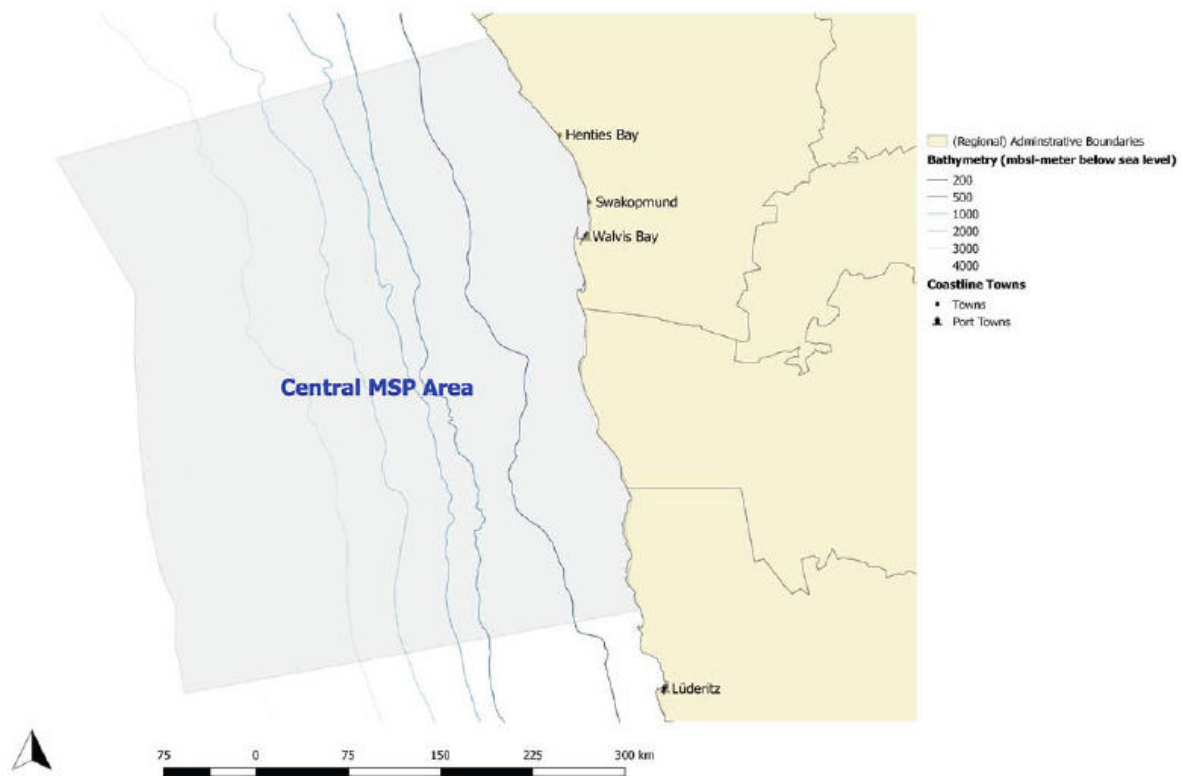 Henties Bay
Swakopmund
Walvis Bay
Central MSP Area
Lüderitz
(Regional) Adminstrative Boundaries
Bathymetry (mbsl-meter below sea level)
200
500
1000
2000
3000
4000
Coastline Towns
Towns
Port Towns
75 0 75 150 225 300 km